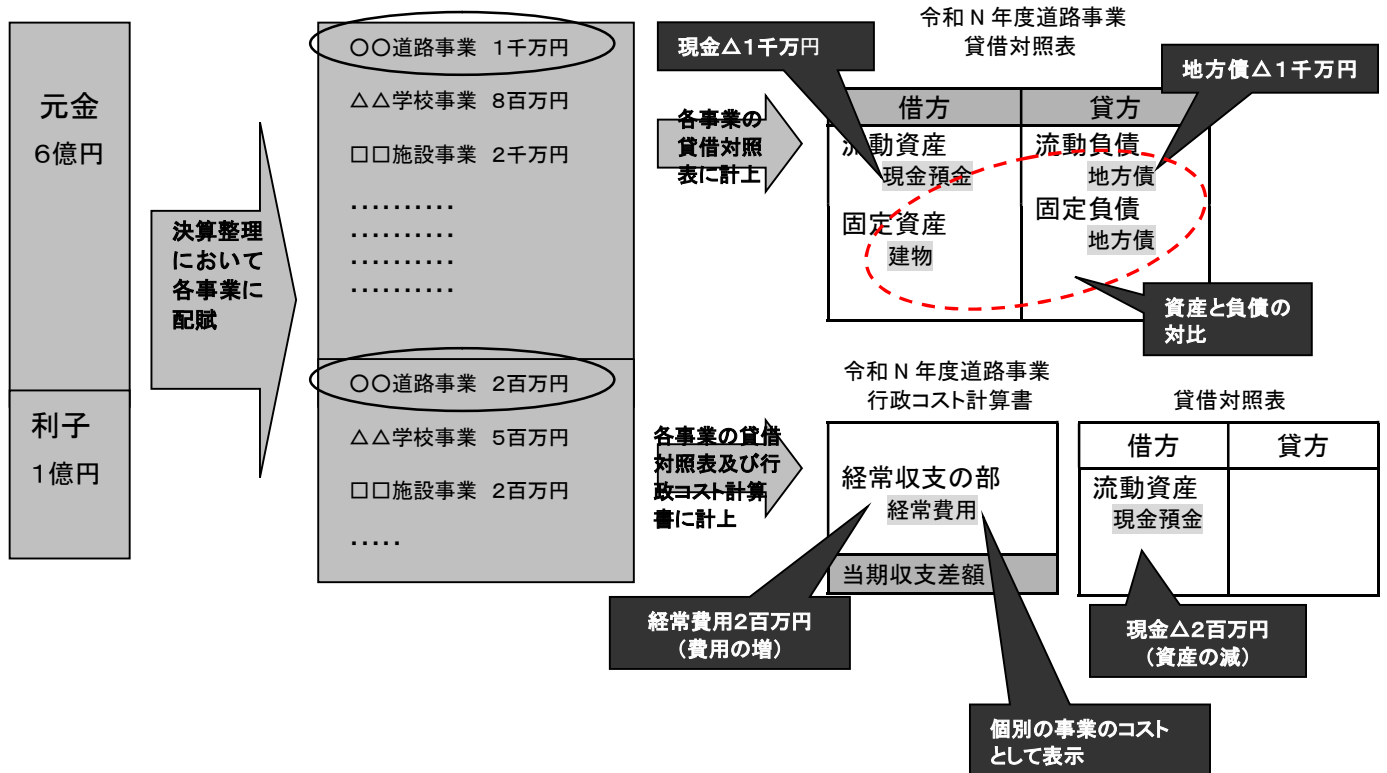 元金
6億円
利子
1億円
決算整理
において
各事業に
配賦
○○道路事業 1千万円
△△学校事業 8百万円
□□施設事業 2千万円
‥‥‥‥‥
‥‥‥‥‥
‥‥‥‥‥
‥‥‥‥‥
○○道路事業 2百万円
△△学校事業 5百万円
□□施設事業 2百万円
‥‥‥
各事業の
貸借対照
表に計上
現金△1千万円
令和 N 年度道路事業
貸借対照表
地方債△1千万円
借方
貸方
流動資産
現金預金
固定資産
建物
流動負債
地方債
固定負債
地方債
資産と負債の
対比
各事業の貸借
対照表及び行
政コスト計算
書に計上
令和 N 年度道路事業
行政コスト計算書
経常収支の部
経常費用
当期収支差額
貸借対照表
借方
貸方
流動資産
現金預金
経常費用2百万円
(費用の増)
現金△2百万円
(資産の減)
個別の事業のコスト
として表示